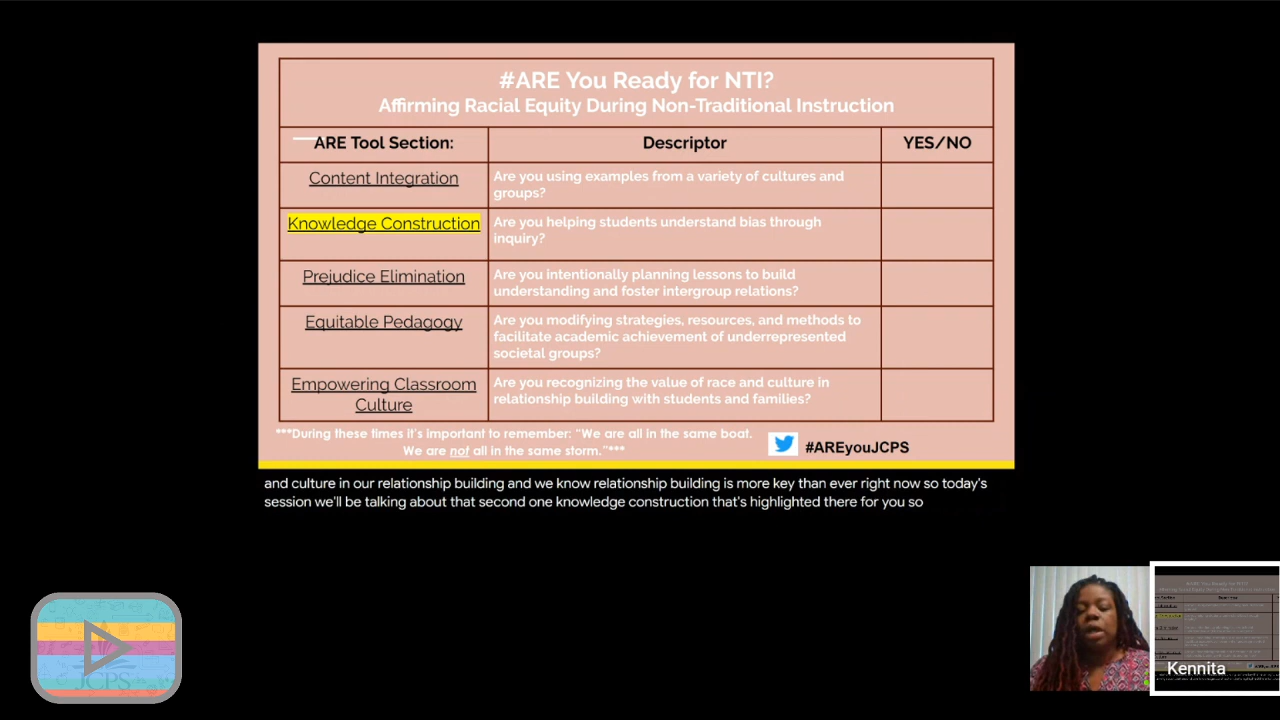 #ARE You Ready for NTI?
Affirming Racial Equity During Non-Traditional Instruction
ARE Tool Section:
Descriptor
YES/NO
Content Integration
Are you using examples from a variety of cultures and
groups?
Knowledge Construction
Are you helping students understand bias through
inquiry?
Prejudice Elimination
Are you intentionally planning lessons to build
understanding and foster intergroup relations?
Equitable Pedagogy
Are you modifying strategies, resources, and methods to
facilitate academic achievement of underrepresented
societal groups?
Empowering Classroom
Culture
Are you recognizing the value of race and culture in
relationship building with students and families?
***During these times it's important to remember: "We are all in the same boat.
We are not all in the same storm."***
#AREyouJCPS
and culture in our relationship building and we know relationship building is more key than ever right now so today's
session we'll be talking about that second one knowledge construction that's highlighted there for you so
JCPS
Kennita